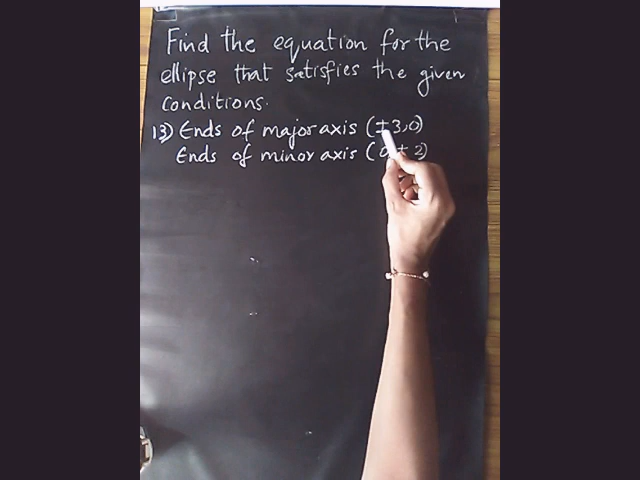 Find the equation for the
ellipse that satisfies the given
conditions.
13) Ends of major axis (±3,0)
Ends of minor axis (0,±2)